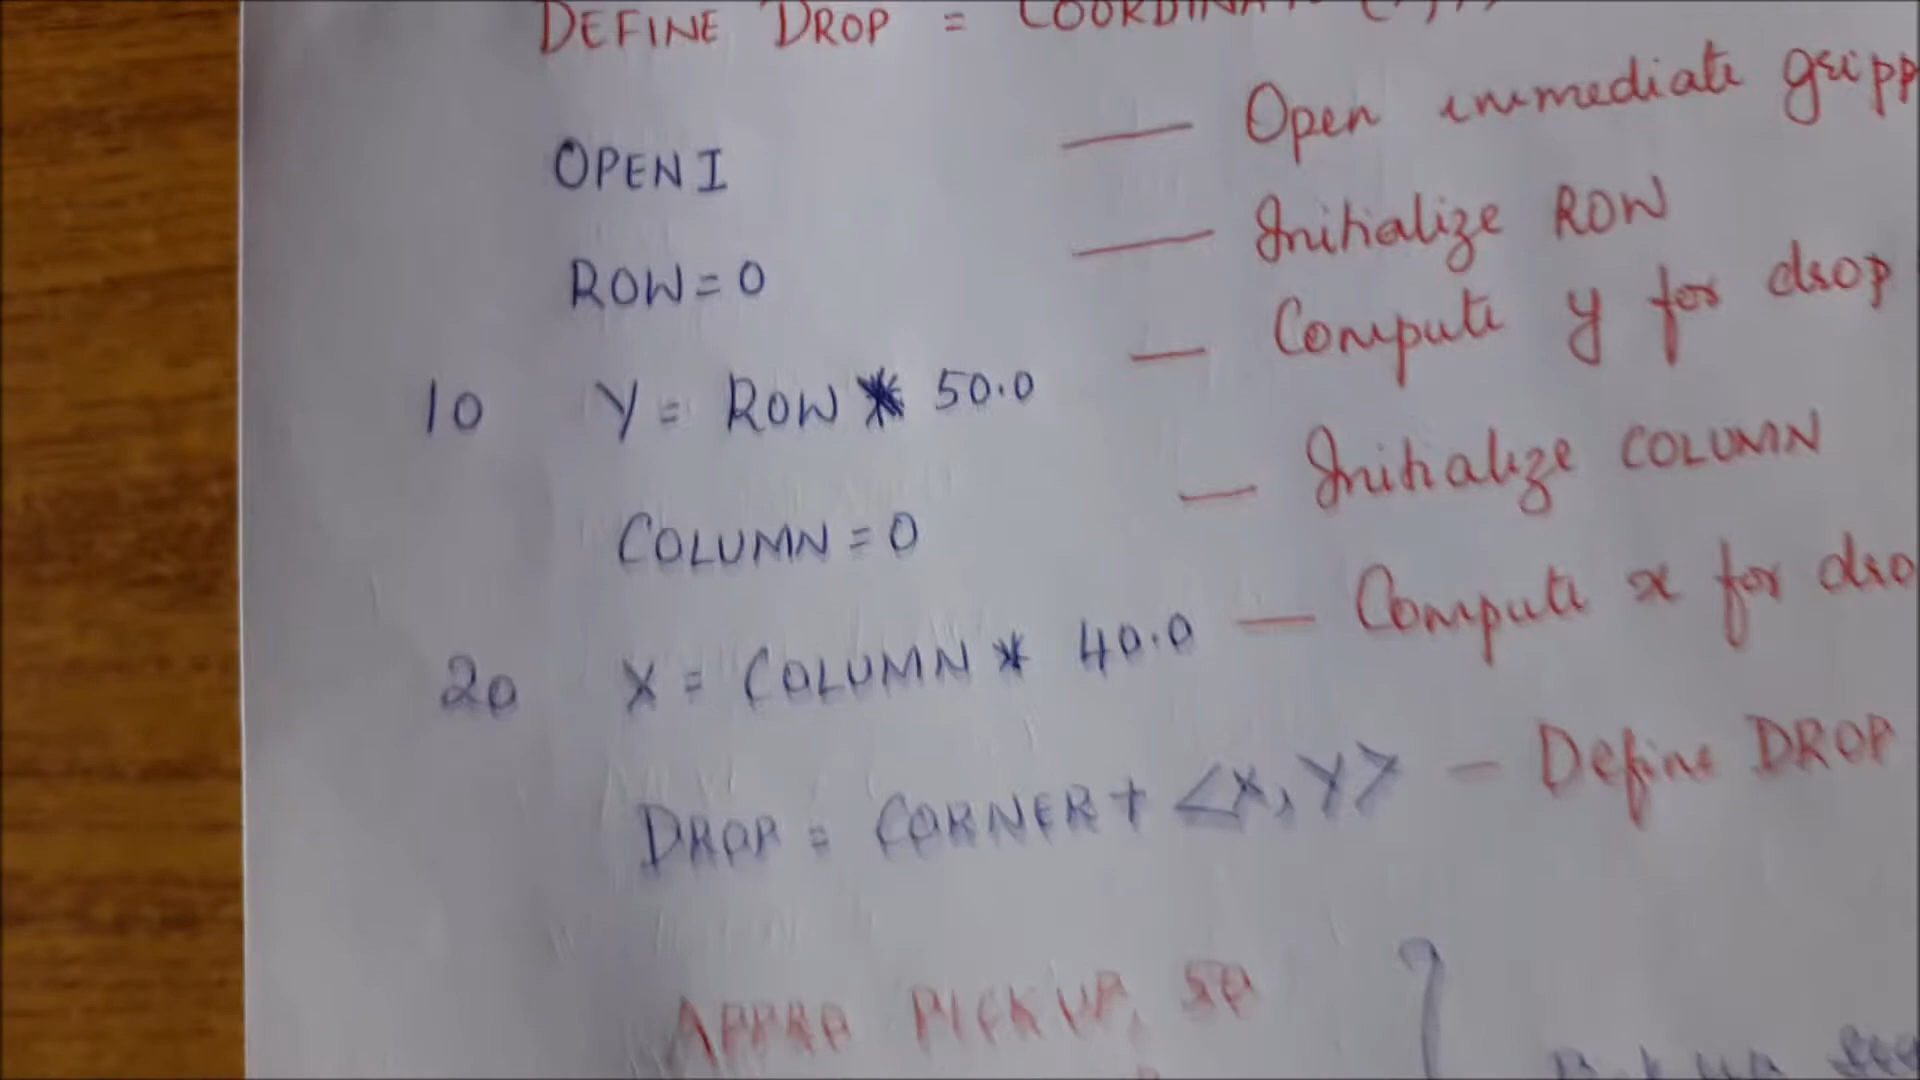 DEFINE DROP =
OPENI — Open immediate
ROW=0 — Initialize ROW
10 Y= ROW * 50.0 — Compute y for drop
COLUMN=0 — Initialize COLUMN
20 X = COLUMN * 40.0 — Compute x for
DROP = CORNER + <X, Y> — Define DROP
APPRO PICKUP, 50